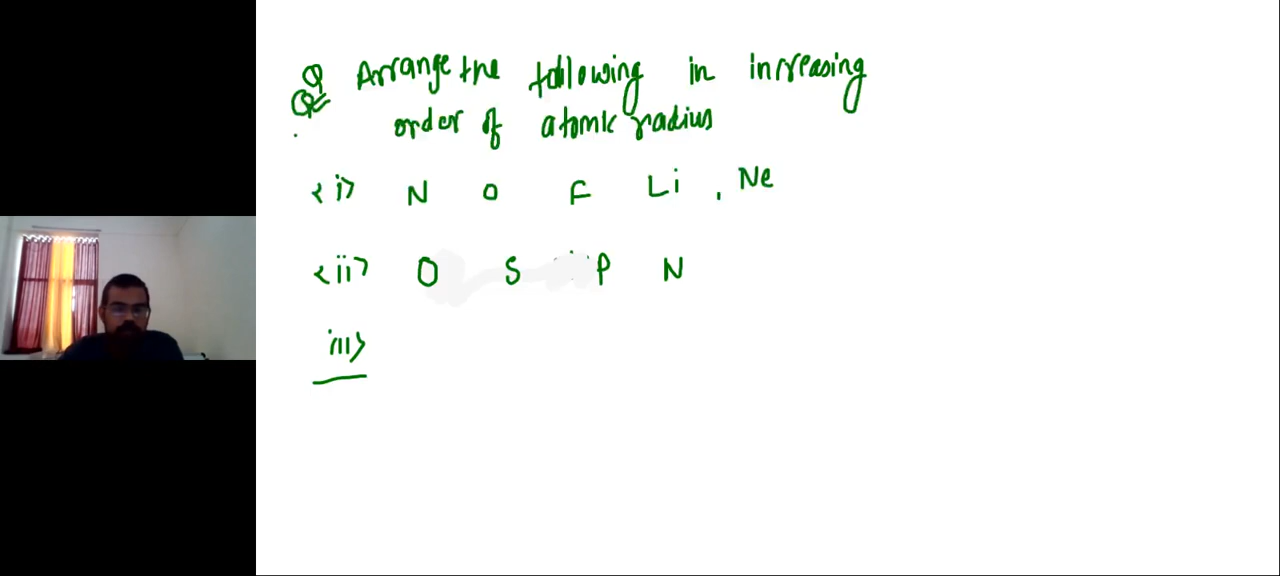 Q Arrange the following in increasing
order of atomic radius
<i> N O F Li , Ne
<ii> O S P N
iii>